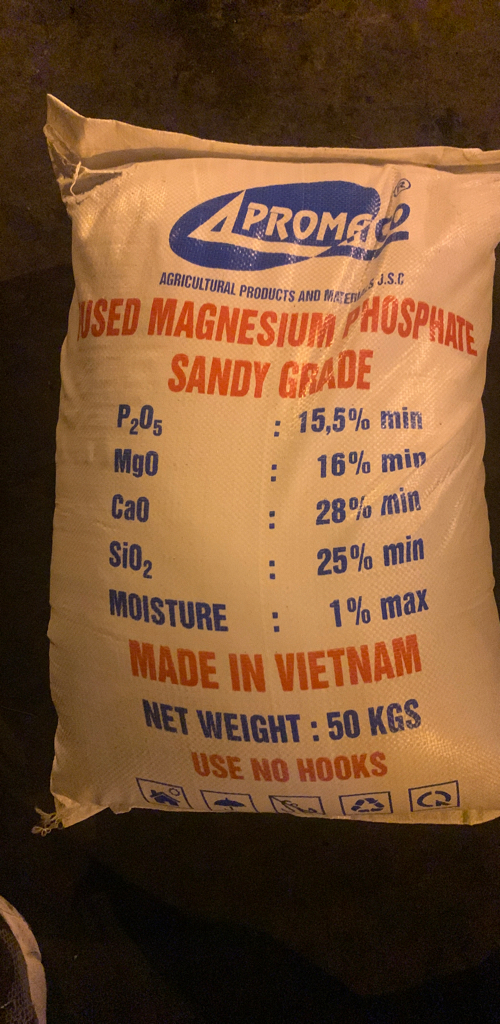 APROMACO
AGRICULTURAL PRODUCTS AND MATERIALS J.S.C
FUSED MAGNESIUM PHOSPHATE
SANDY GRADE
P₂O₅ : 15,5% min
MgO : 16% min
CaO : 28% min
SiO₂ : 25% min
MOISTURE : 1% max
MADE IN VIETNAM
NET WEIGHT : 50 KGS
USE NO HOOKS